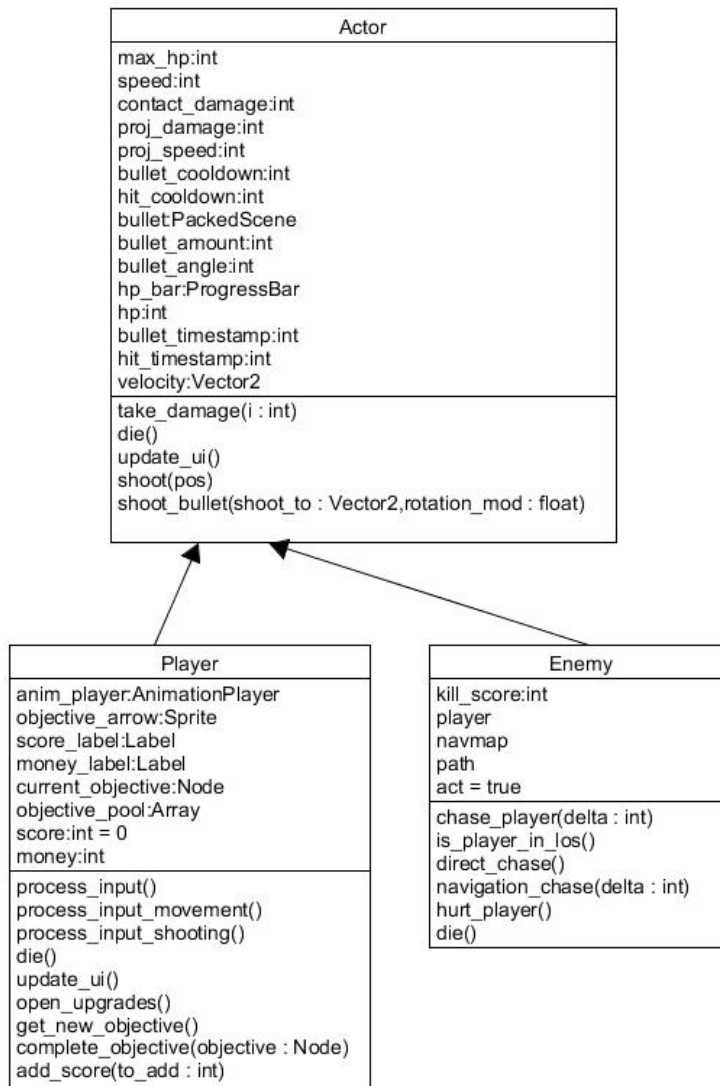 Actor
max_hp:int
speed:int
contact_damage:int
proj_damage:int
proj_speed:int
bullet_cooldown:int
hit_cooldown:int
bullet:PackedScene
bullet_amount:int
bullet_angle:int
hp_bar:ProgressBar
hp:int
bullet_timestamp:int
hit_timestamp:int
velocity:Vector2
take_damage(i : int)
die()
update_ui()
shoot(pos)
shoot_bullet(shoot_to : Vector2,rotation_mod : float)
Player
anim_player:AnimationPlayer
objective_arrow:Sprite
score_label:Label
money_label:Label
current_objective:Node
objective_pool:Array
score:int = 0
money:int
process_input()
process_input_movement()
process_input_shooting()
die()
update_ui()
open_upgrades()
get_new_objective()
complete_objective(objective : Node)
add_score(to_add : int)
Enemy
kill_score:int
player
navmap
path
act = true
chase_player(delta : int)
is_player_in_los()
direct_chase()
navigation_chase(delta : int)
hurt_player()
die()